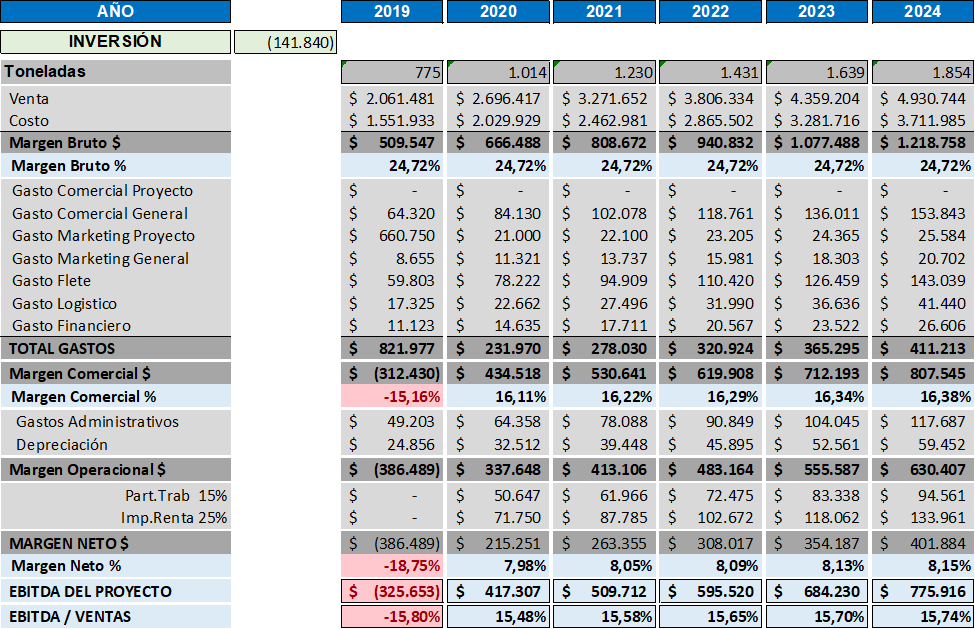 AÑO 2019 2020 2021 2022 2023 2024
INVERSIÓN (141.840)
Toneladas 775 1.014 1.230 1.431 1.639 1.854
Venta $ 2.061.481 $ 2.696.417 $ 3.271.652 $ 3.806.334 $ 4.359.204 $ 4.930.744
Costo $ 1.551.933 $ 2.029.929 $ 2.462.981 $ 2.865.502 $ 3.281.716 $ 3.711.985
Margen Bruto $ $ 509.547 $ 666.488 $ 808.672 $ 940.832 $ 1.077.488 $ 1.218.758
Margen Bruto % 24,72% 24,72% 24,72% 24,72% 24,72% 24,72%
Gasto Comercial Proyecto $ - $ - $ - $ - $ - $ -
Gasto Comercial General $ 64.320 $ 84.130 $ 102.078 $ 118.761 $ 136.011 $ 153.843
Gasto Marketing Proyecto $ 660.750 $ 21.000 $ 22.100 $ 23.205 $ 24.365 $ 25.584
Gasto Marketing General $ 8.655 $ 11.321 $ 13.737 $ 15.981 $ 18.303 $ 20.702
Gasto Flete $ 59.803 $ 78.222 $ 94.909 $ 110.420 $ 126.459 $ 143.039
Gasto Logistico $ 17.325 $ 22.662 $ 27.496 $ 31.990 $ 36.636 $ 41.440
Gasto Financiero $ 11.123 $ 14.635 $ 17.711 $ 20.567 $ 23.522 $ 26.606
TOTAL GASTOS $ 821.977 $ 231.970 $ 278.030 $ 320.924 $ 365.295 $ 411.213
Margen Comercial $ $ (312.430) $ 434.518 $ 530.641 $ 619.908 $ 712.193 $ 807.545
Margen Comercial % -15,16% 16,11% 16,22% 16,29% 16,34% 16,38%
Gastos Administrativos $ 49.203 $ 64.358 $ 78.088 $ 90.849 $ 104.045 $ 117.687
Depreciación $ 24.856 $ 32.512 $ 39.448 $ 45.895 $ 52.561 $ 59.452
Margen Operacional $ $ (386.489) $ 337.648 $ 413.106 $ 483.164 $ 555.587 $ 630.407
Part.Trab 15% $ - $ 50.647 $ 61.966 $ 72.475 $ 83.338 $ 94.561
Imp.Renta 25% $ - $ 71.750 $ 87.785 $ 102.672 $ 118.062 $ 133.961
MARGEN NETO $ $ (386.489) $ 215.251 $ 263.355 $ 308.017 $ 354.187 $ 401.884
Margen Neto % -18,75% 7,98% 8,05% 8,09% 8,13% 8,15%
EBITDA DEL PROYECTO $ (325.653) $ 417.307 $ 509.712 $ 595.520 $ 684.230 $ 775.916
EBITDA / VENTAS -15,80% 15,48% 15,58% 15,65% 15,70% 15,74%